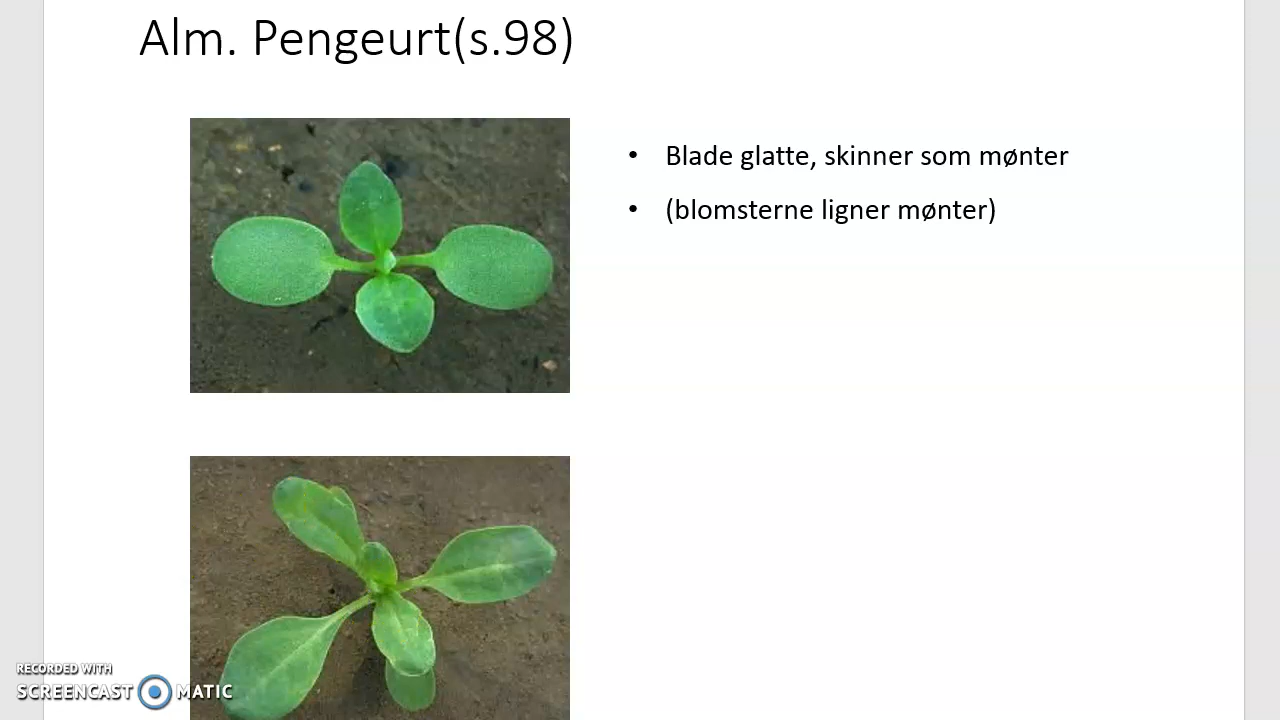 Alm. Pengeurt(s.98)
• Blade glatte, skinner som mønter
• (blomsterne ligner mønter)
RECORDED WITH
SCREENCAST MATIC